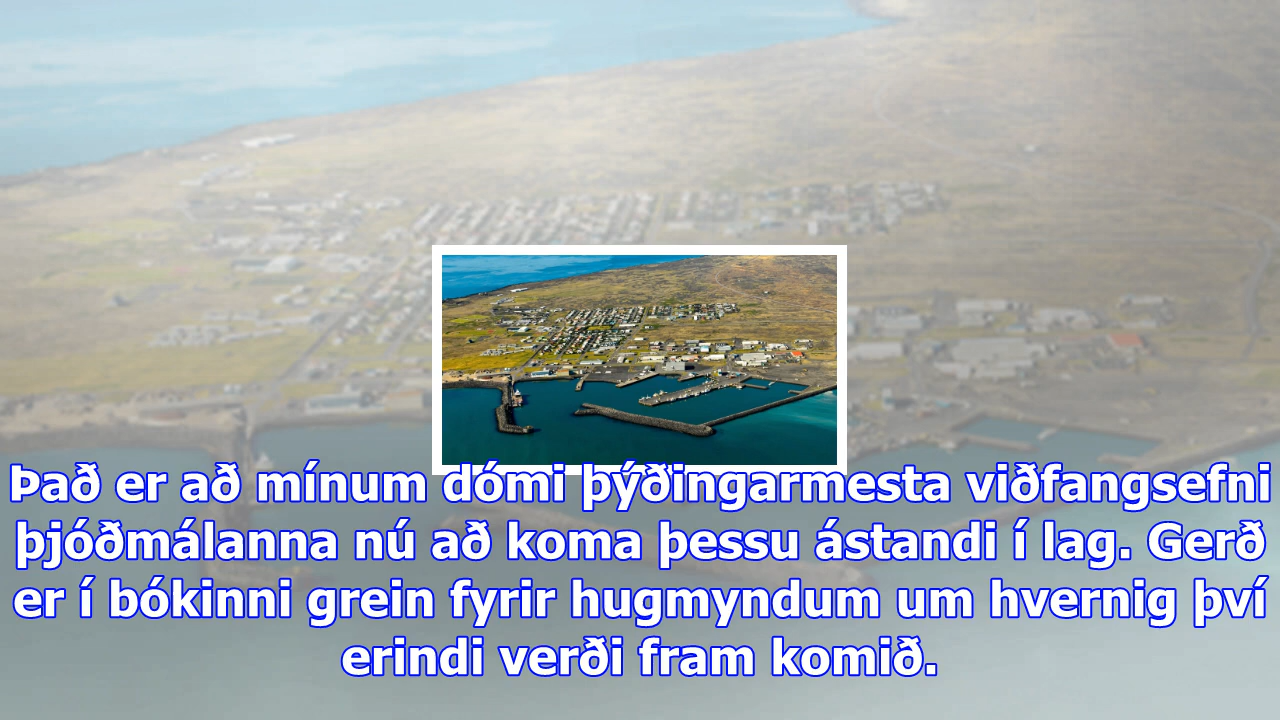 Það er að mínum dómi þýðingarmesta viðfangsefni
þjóðmálanna nú að koma þessu ástandi í lag. Gerð
er í bókinni grein fyrir hugmyndum um hvernig því
erindi verði fram komið.